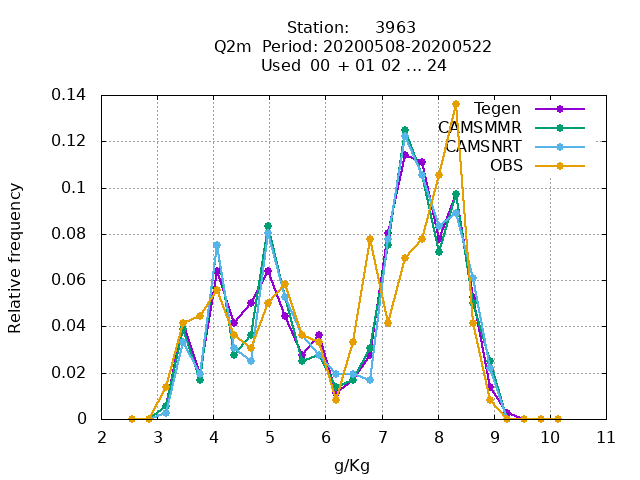 Station:     3963
Q2m  Period: 20200508-20200522
Used  00  + 01 02 ... 24
Tegen
CAMSMMR
CAMSNRT
OBS
0.14
0.12
0.1
0.08
0.06
0.04
0.02
0
Relative frequency
2 3 4 5 6 7 8 9 10 11
g/Kg